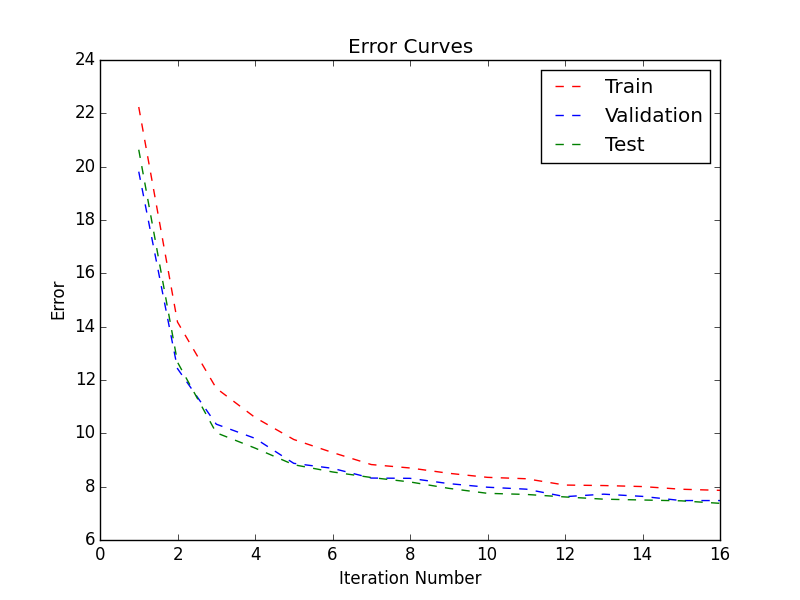 Error Curves
24
22
20
18
16
14
12
10
8
6
Error
Train
Validation
Test
0 2 4 6 8 10 12 14 16
Iteration Number